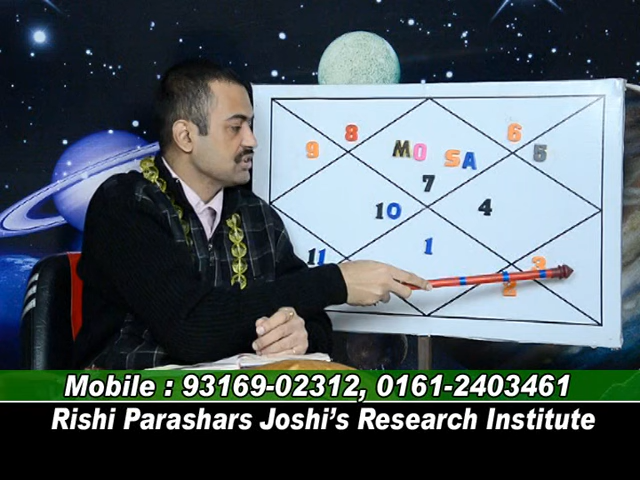 9 8 MO SA 6 5
7
10 4
11 1 3
2
Mobile : 93169-02312, 0161-2403461
Rishi Parashars Joshi's Research Institute